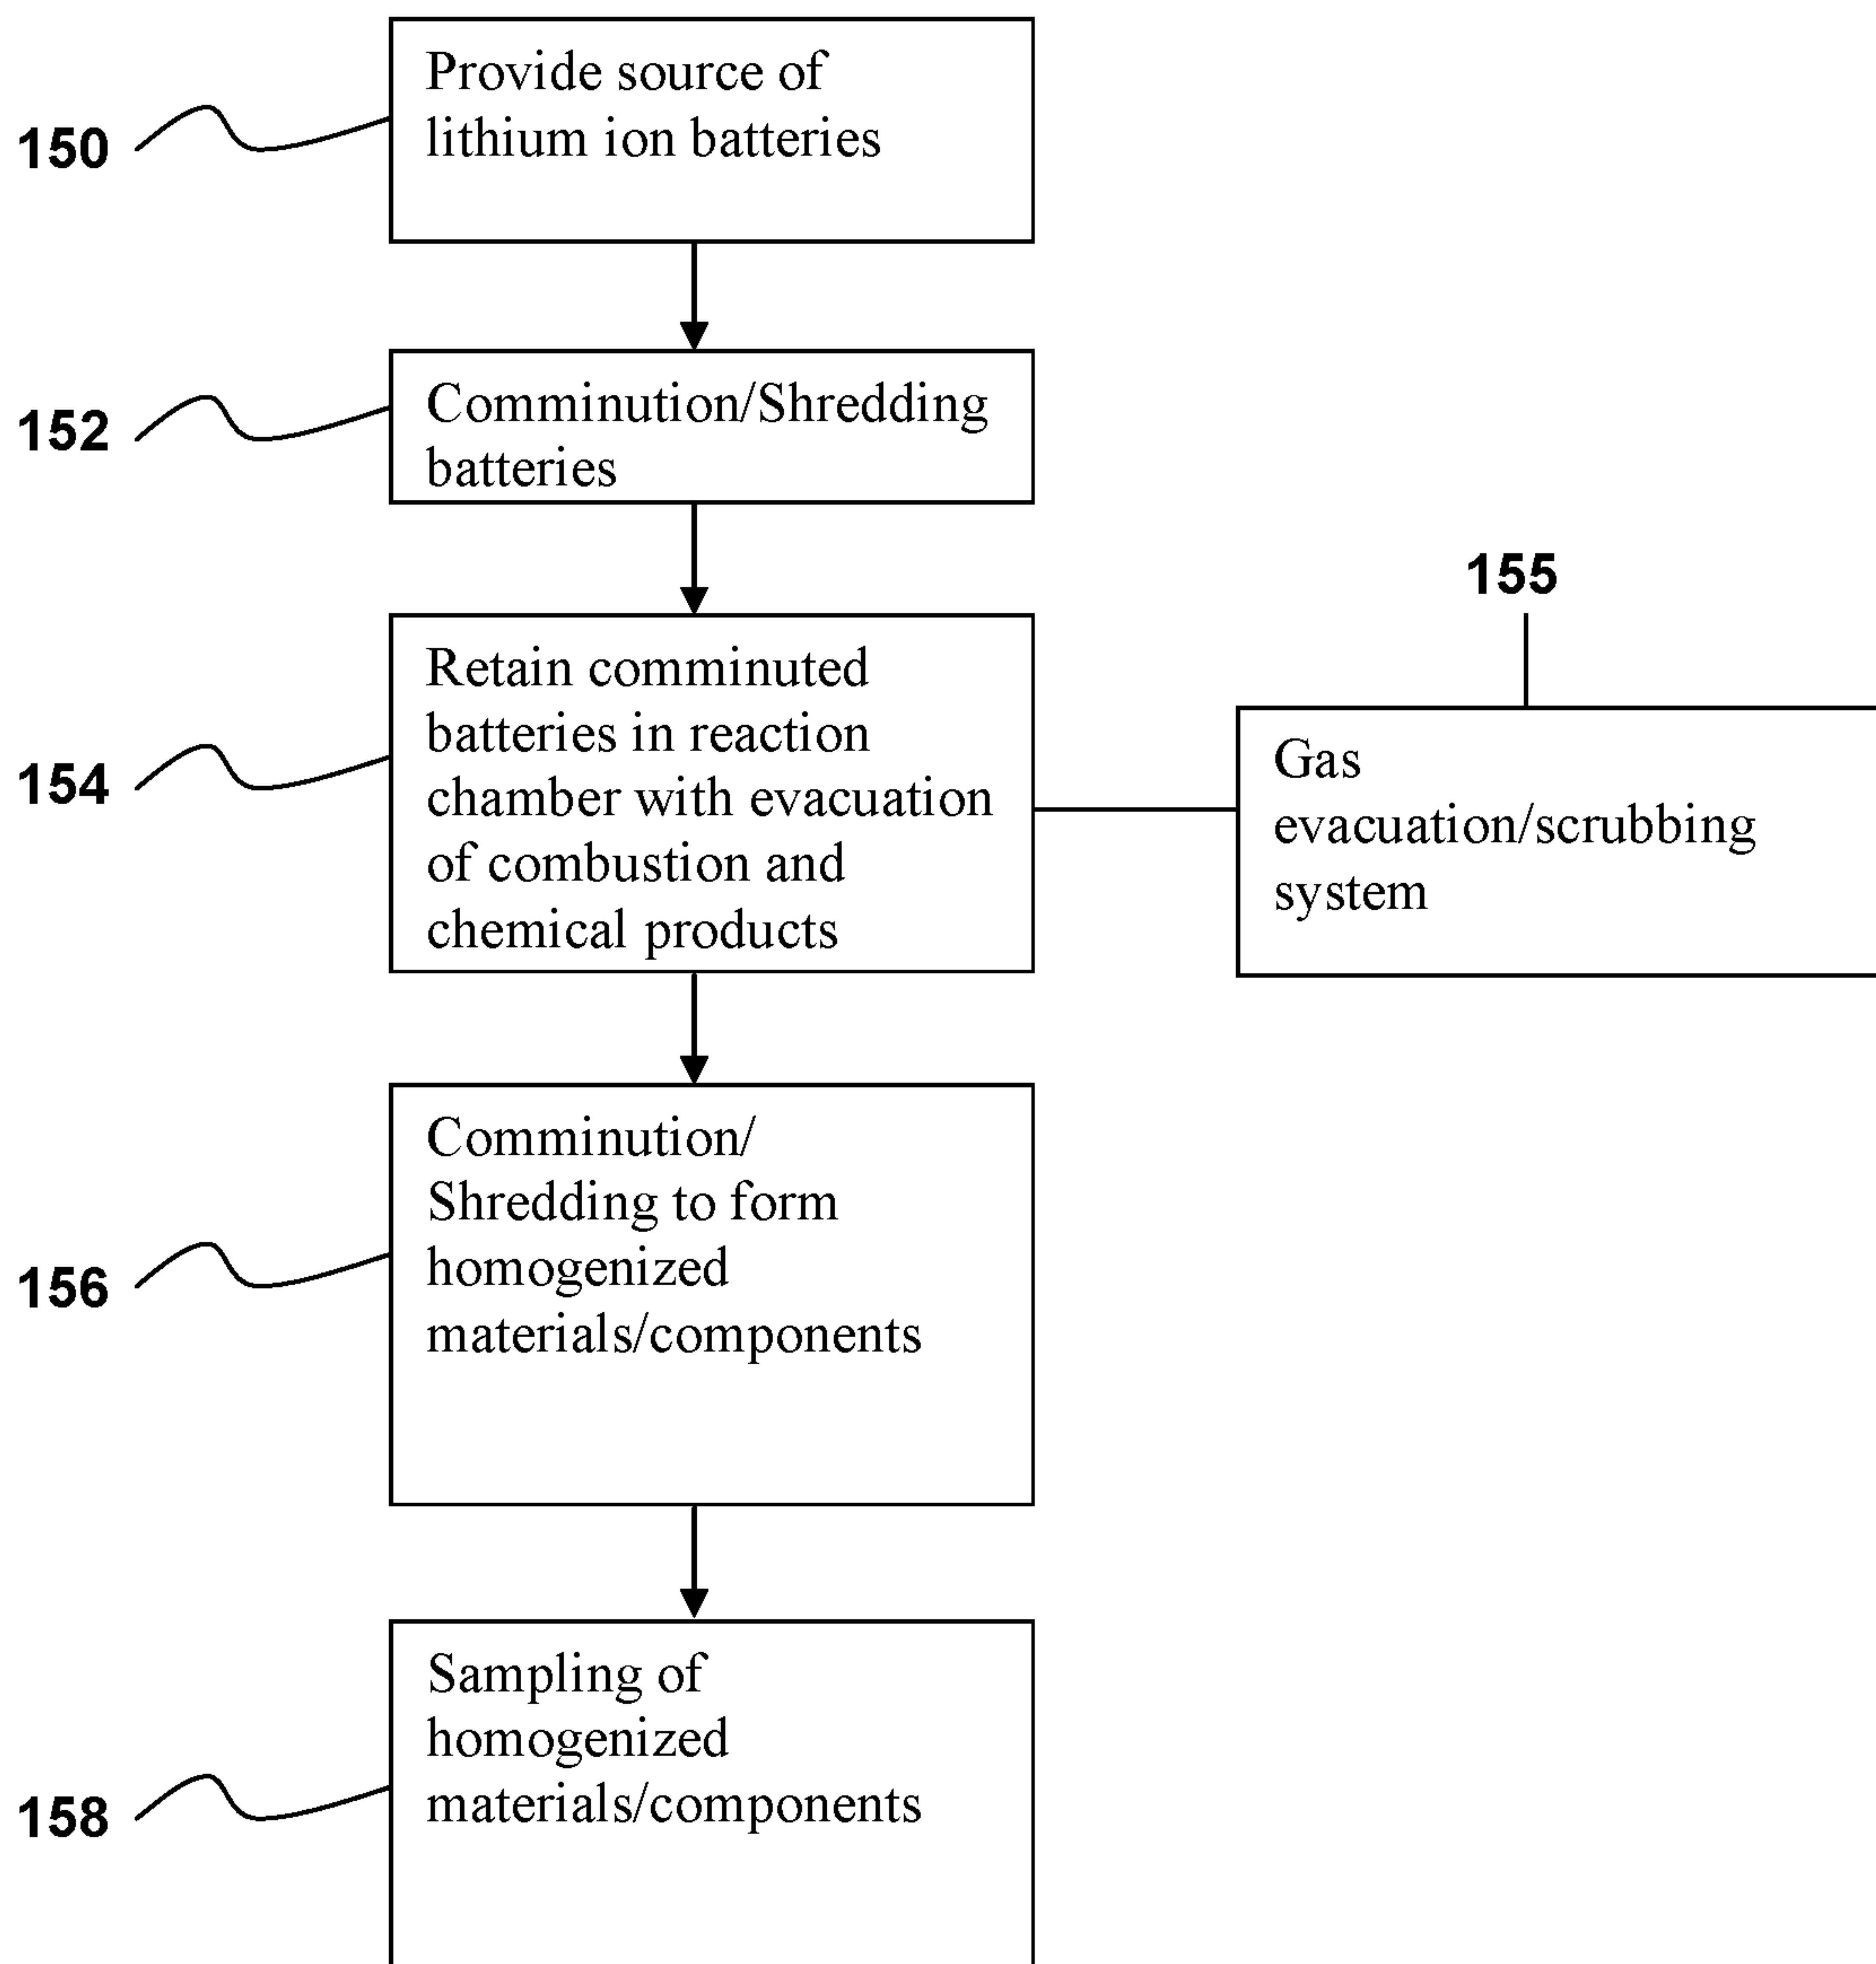 150
Provide source of
lithium ion batteries
152
Comminution/Shredding
batteries
154
Retain comminuted
batteries in reaction
chamber with evacuation
of combustion and
chemical products
155
Gas
evacuation/scrubbing
system
156
Comminution/
Shredding to form
homogenized
materials/components
158
Sampling of
homogenized
materials/components